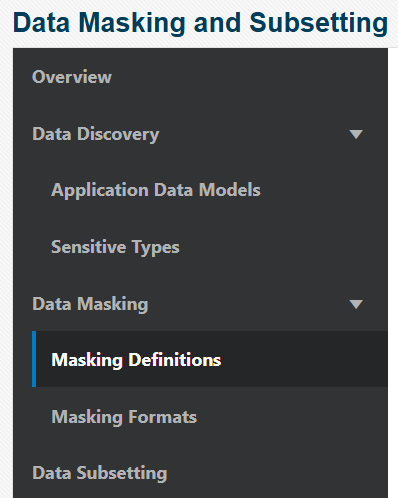 Data Masking and Subsetting
Overview
Data Discovery
Application Data Models
Sensitive Types
Data Masking
Masking Definitions
Masking Formats
Data Subsetting